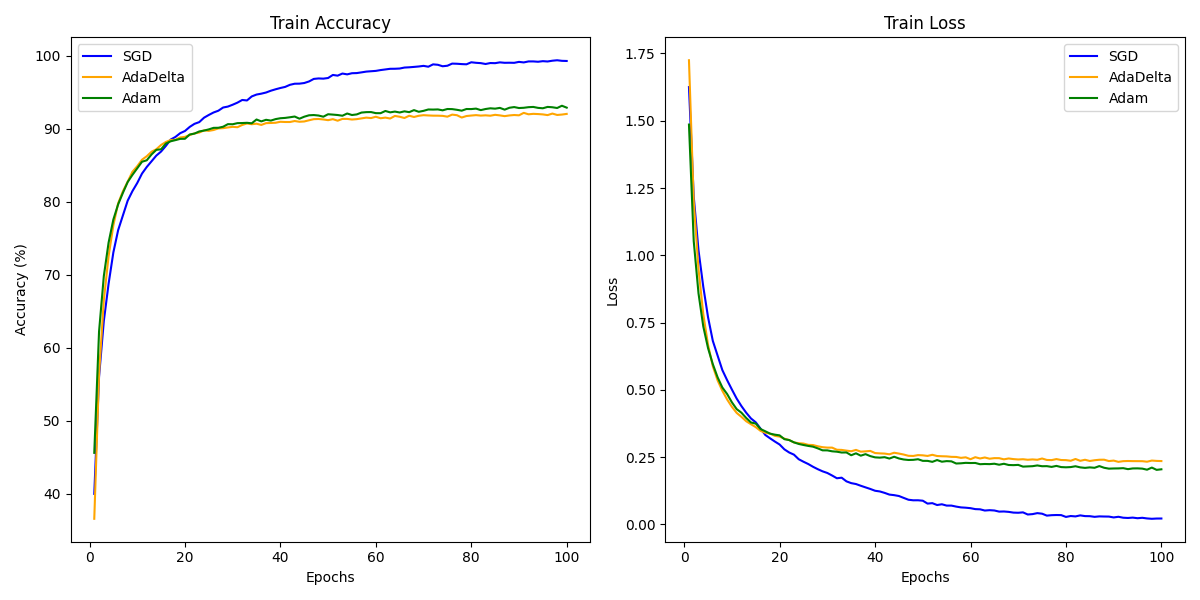 Train Accuracy
Accuracy (%)
100
90
80
70
60
50
40
SGD
AdaDelta
Adam
0 20 40 60 80 100
Epochs
Train Loss
Loss
1.75
1.50
1.25
1.00
0.75
0.50
0.25
0.00
SGD
AdaDelta
Adam
0 20 40 60 80 100
Epochs